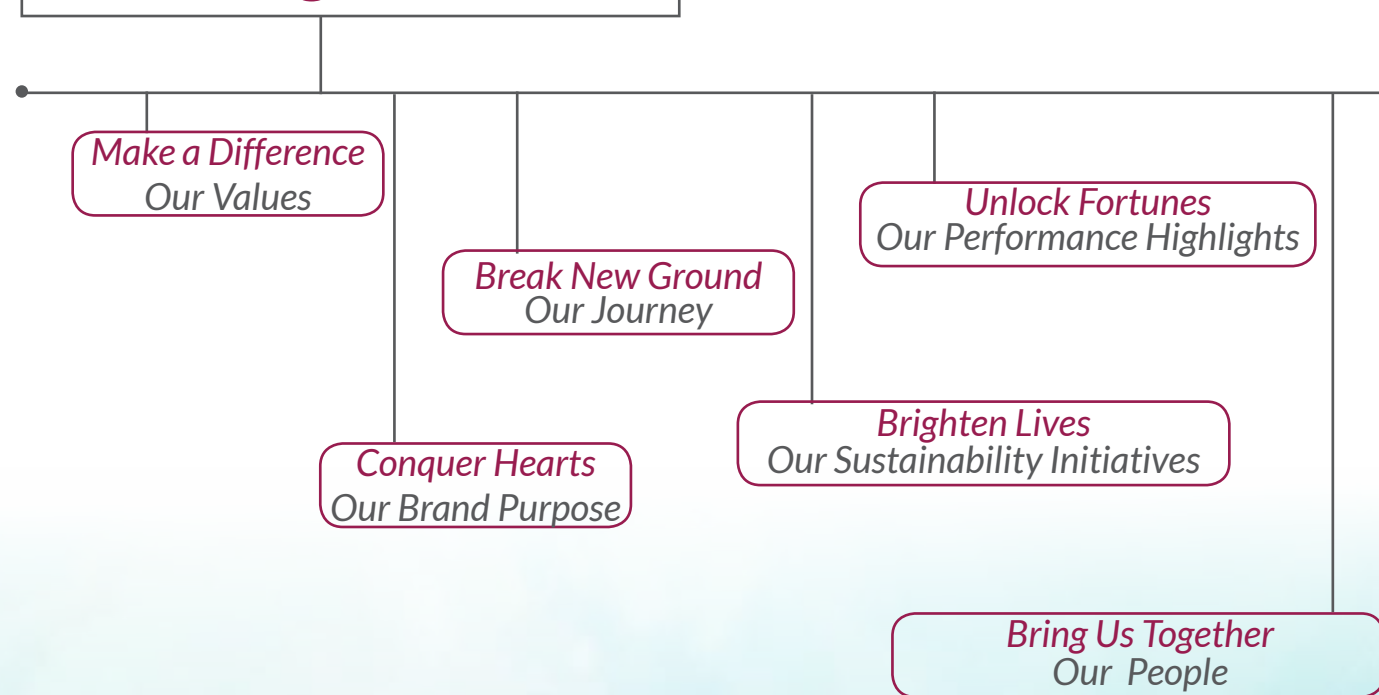 Make a Difference
Our Values
Conquer Hearts
Our Brand Purpose
Break New Ground
Our Journey
Brighten Lives
Our Sustainability Initiatives
Unlock Fortunes
Our Performance Highlights
Bring Us Together
Our People